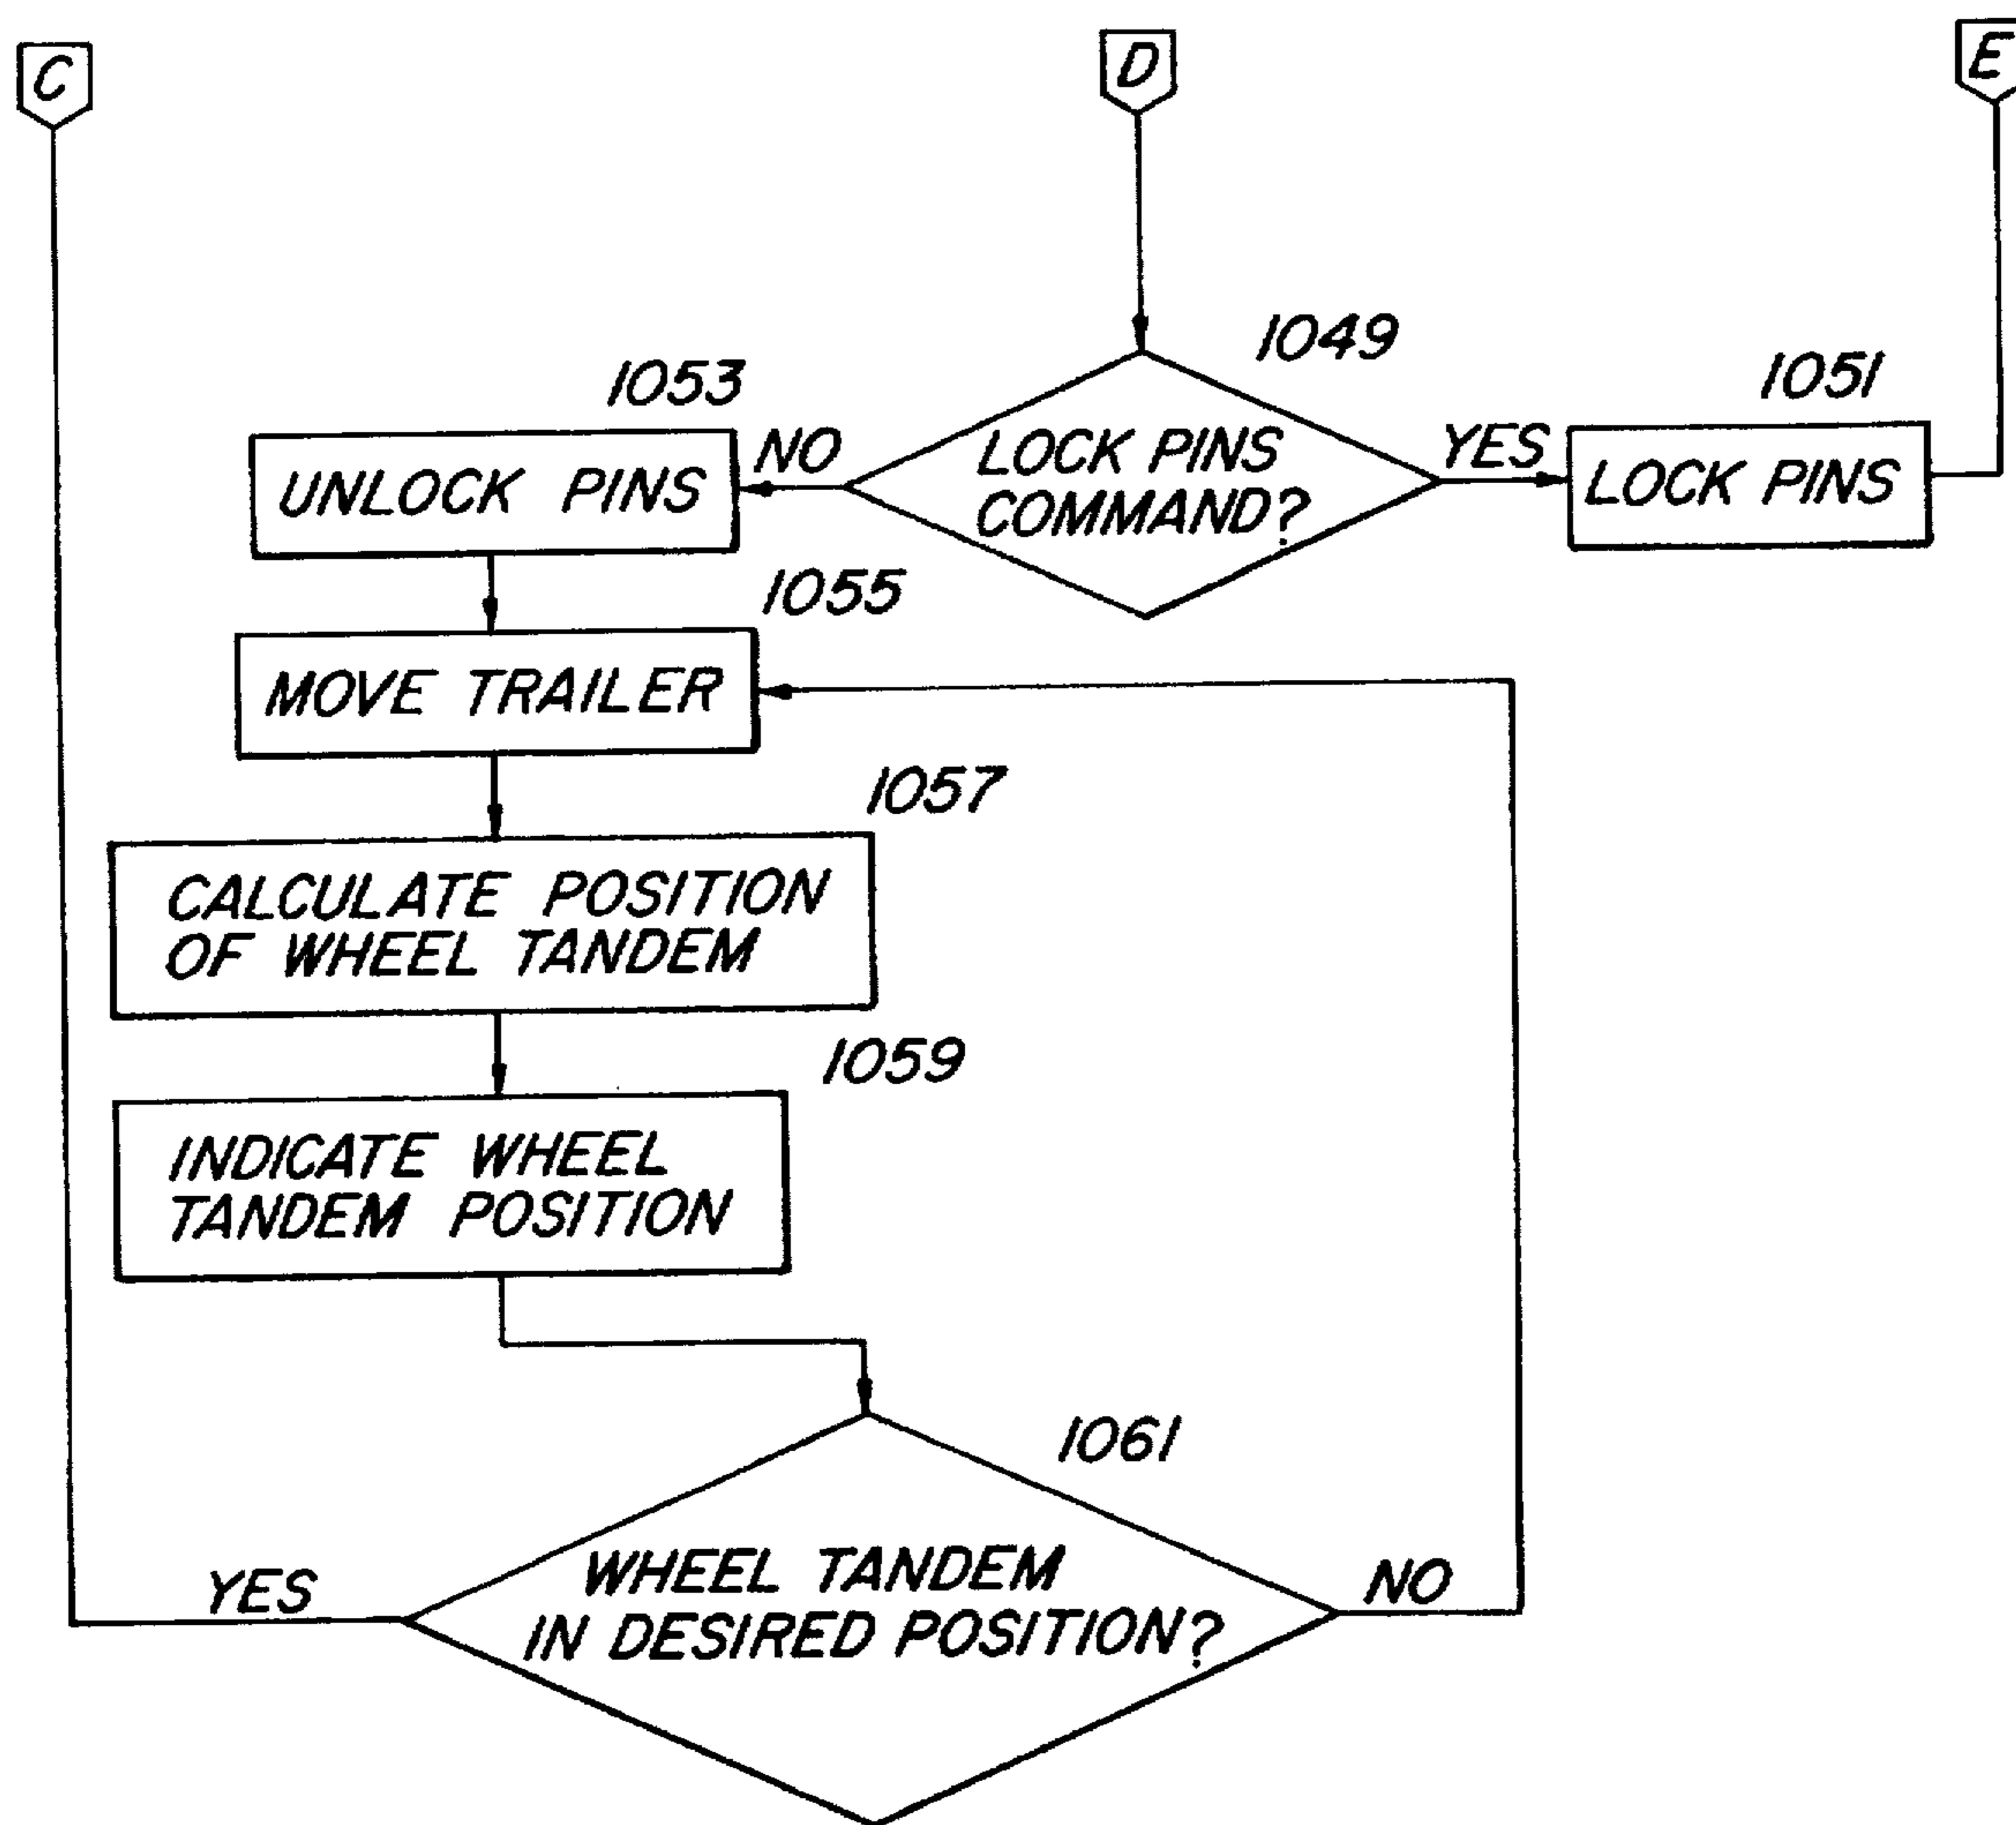 C
D
E
1049
1053
1051
LOCK PINS
COMMAND?
NO
YES
UNLOCK PINS
LOCK PINS
1055
MOVE TRAILER
1057
CALCULATE POSITION
OF WHEEL TANDEM
1059
INDICATE WHEEL
TANDEM POSITION
1061
WHEEL TANDEM
IN DESIRED POSITION?
YES
NO